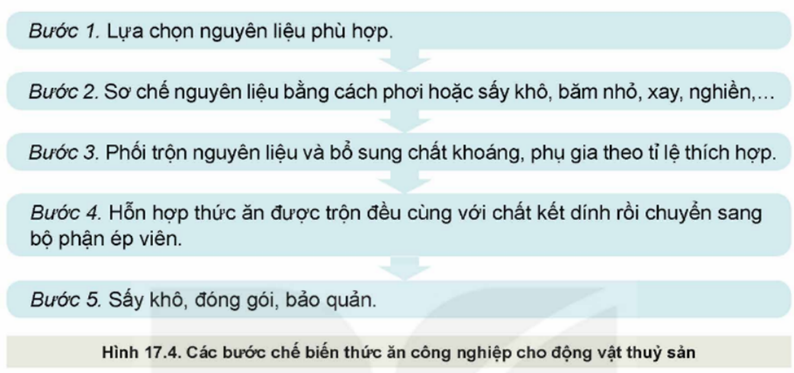 Bước 1. Lựa chọn nguyên liệu phù hợp.
Bước 2. Sơ chế nguyên liệu bằng cách phơi hoặc sấy khô, băm nhỏ, xay, nghiền,...
Bước 3. Phối trộn nguyên liệu và bổ sung chất khoáng, phụ gia theo tỉ lệ thích hợp.
Bước 4. Hỗn hợp thức ăn được trộn đều cùng với chất kết dính rồi chuyển sang
bộ phận ép viên.
Bước 5. Sấy khô, đóng gói, bảo quản.
Hình 17.4. Các bước chế biến thức ăn công nghiệp cho động vật thuỷ sản